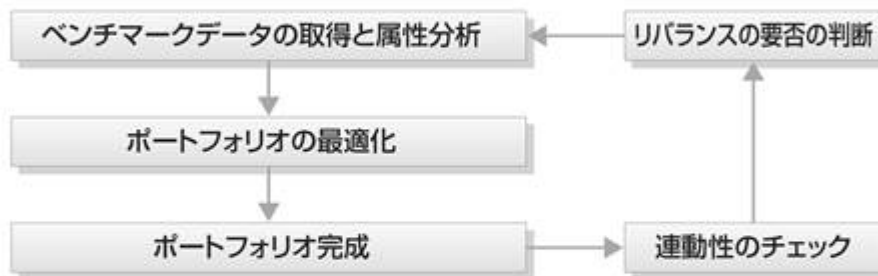 ベンチマークデータの取得と属性分析
リバランスの要否の判断
ポートフォリオの最適化
ポートフォリオ完成
連動性のチェック